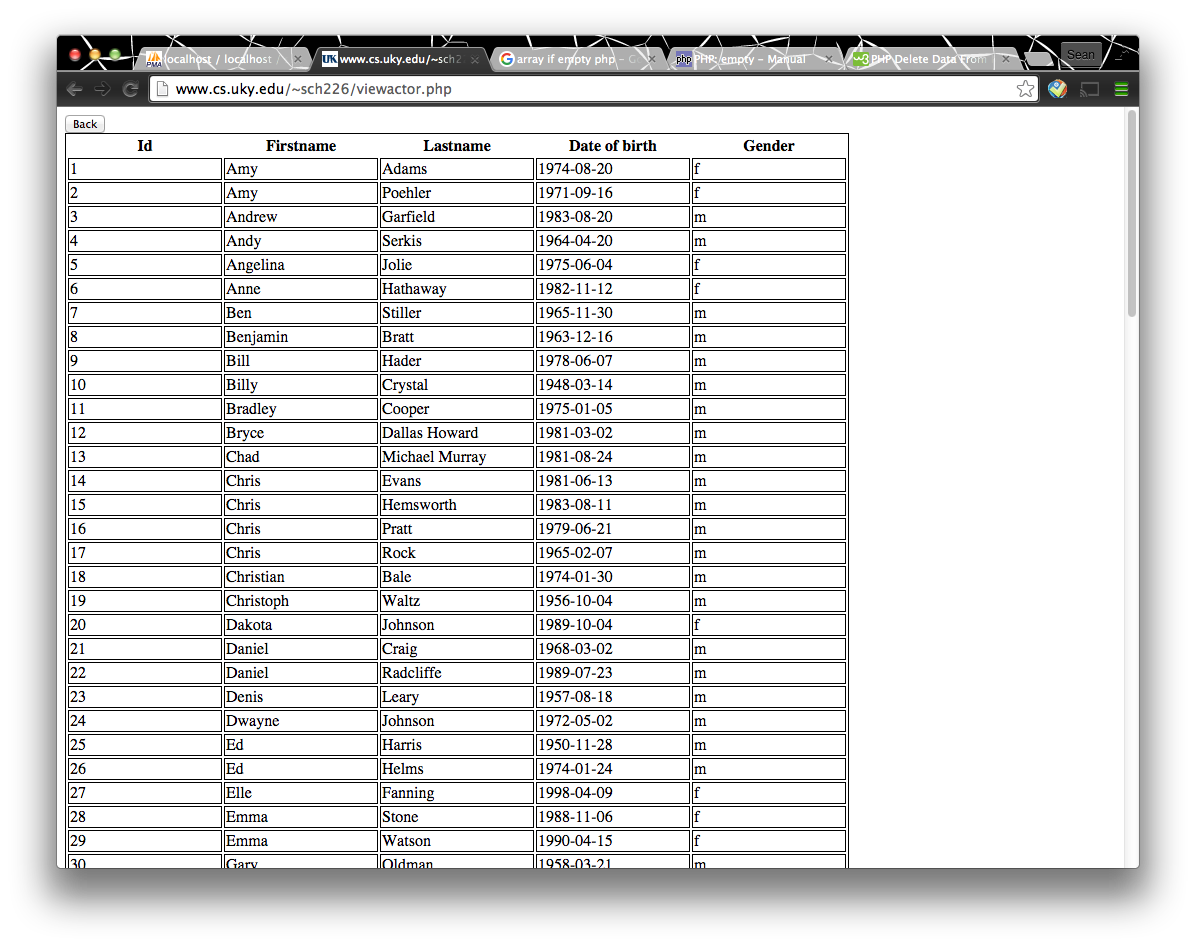 localhost / localhost /
UK www.cs.uky.edu/~sch2
array if empty php - G
php PHP: empty - Manual
w3 PHP Delete Data From
Sean
www.cs.uky.edu/~sch226/viewactor.php
Back
Id Firstname Lastname Date of birth Gender
1 Amy Adams 1974-08-20 f
2 Amy Poehler 1971-09-16 f
3 Andrew Garfield 1983-08-20 m
4 Andy Serkis 1964-04-20 m
5 Angelina Jolie 1975-06-04 f
6 Anne Hathaway 1982-11-12 f
7 Ben Stiller 1965-11-30 m
8 Benjamin Bratt 1963-12-16 m
9 Bill Hader 1978-06-07 m
10 Billy Crystal 1948-03-14 m
11 Bradley Cooper 1975-01-05 m
12 Bryce Dallas Howard 1981-03-02 m
13 Chad Michael Murray 1981-08-24 m
14 Chris Evans 1981-06-13 m
15 Chris Hemsworth 1983-08-11 m
16 Chris Pratt 1979-06-21 m
17 Chris Rock 1965-02-07 m
18 Christian Bale 1974-01-30 m
19 Christoph Waltz 1956-10-04 m
20 Dakota Johnson 1989-10-04 f
21 Daniel Craig 1968-03-02 m
22 Daniel Radcliffe 1989-07-23 m
23 Denis Leary 1957-08-18 m
24 Dwayne Johnson 1972-05-02 m
25 Ed Harris 1950-11-28 m
26 Ed Helms 1974-01-24 m
27 Elle Fanning 1998-04-09 f
28 Emma Stone 1988-11-06 f
29 Emma Watson 1990-04-15 f
30 Gary Oldman 1958-03-21 m